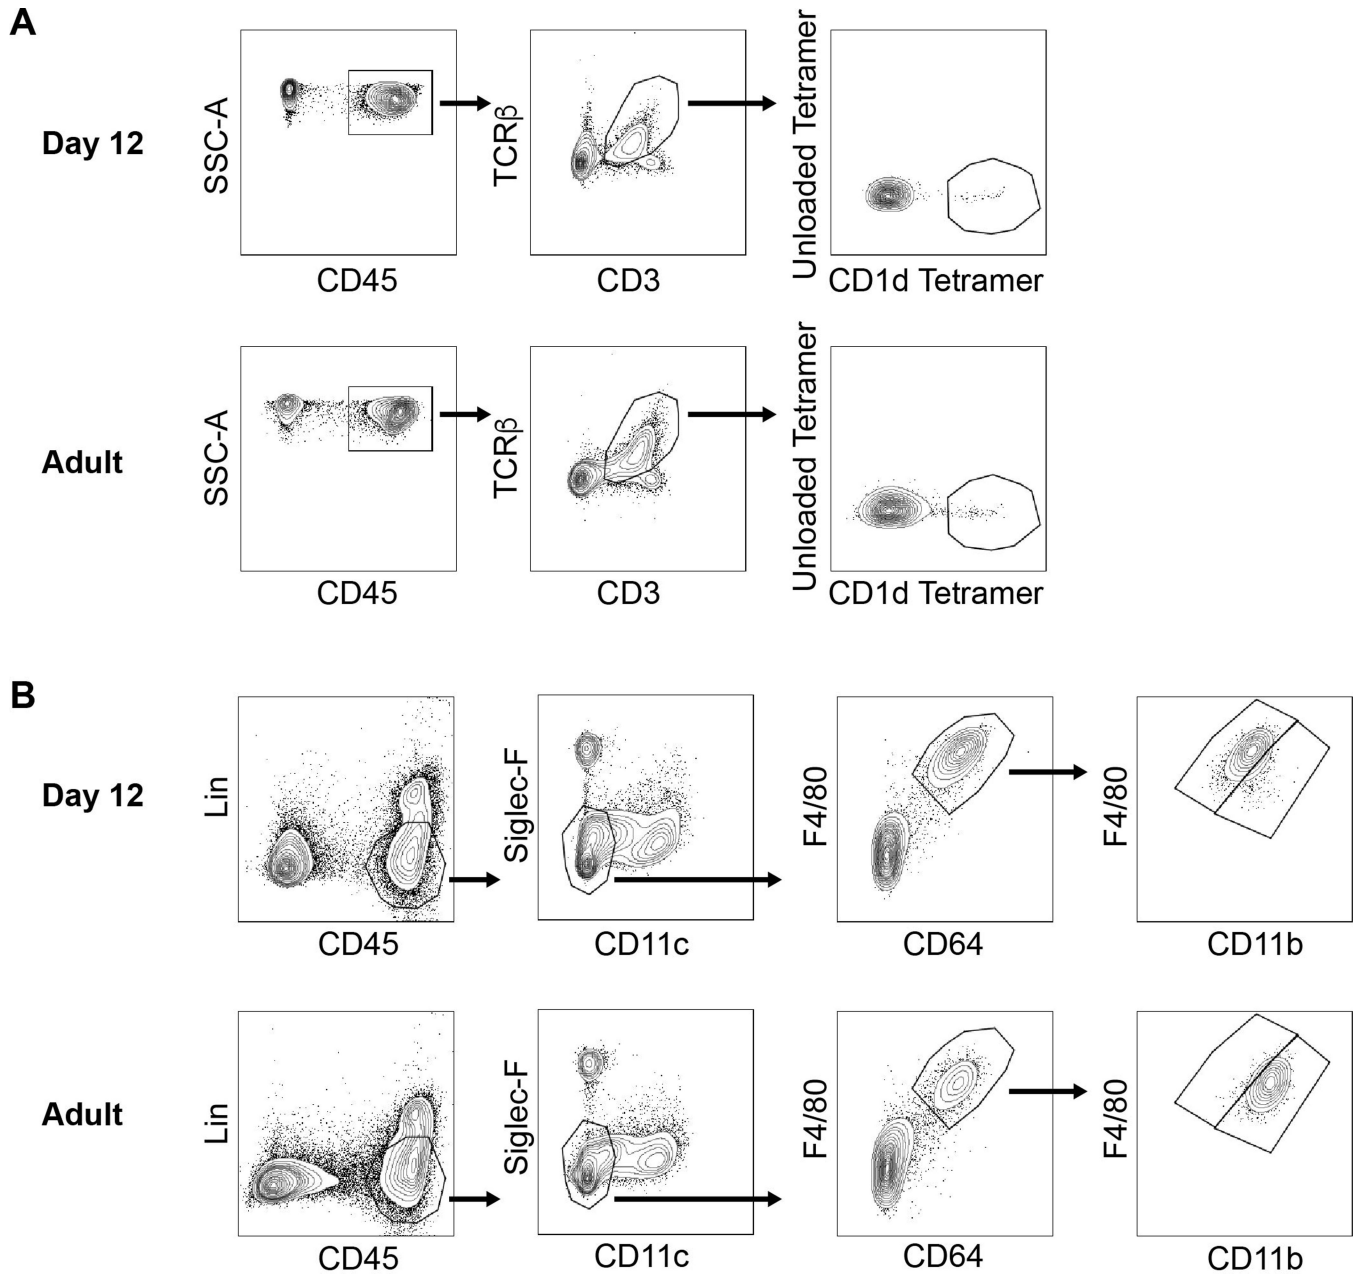 A
Day 12
SSC-A
CD45
TCRβ
CD3
Unloaded Tetramer
CD1d Tetramer
Adult
SSC-A
CD45
TCRβ
CD3
Unloaded Tetramer
CD1d Tetramer
B
Day 12
Lin
CD45
Siglec-F
CD11c
F4/80
CD64
F4/80
CD11b
Adult
Lin
CD45
Siglec-F
CD11c
F4/80
CD64
F4/80
CD11b